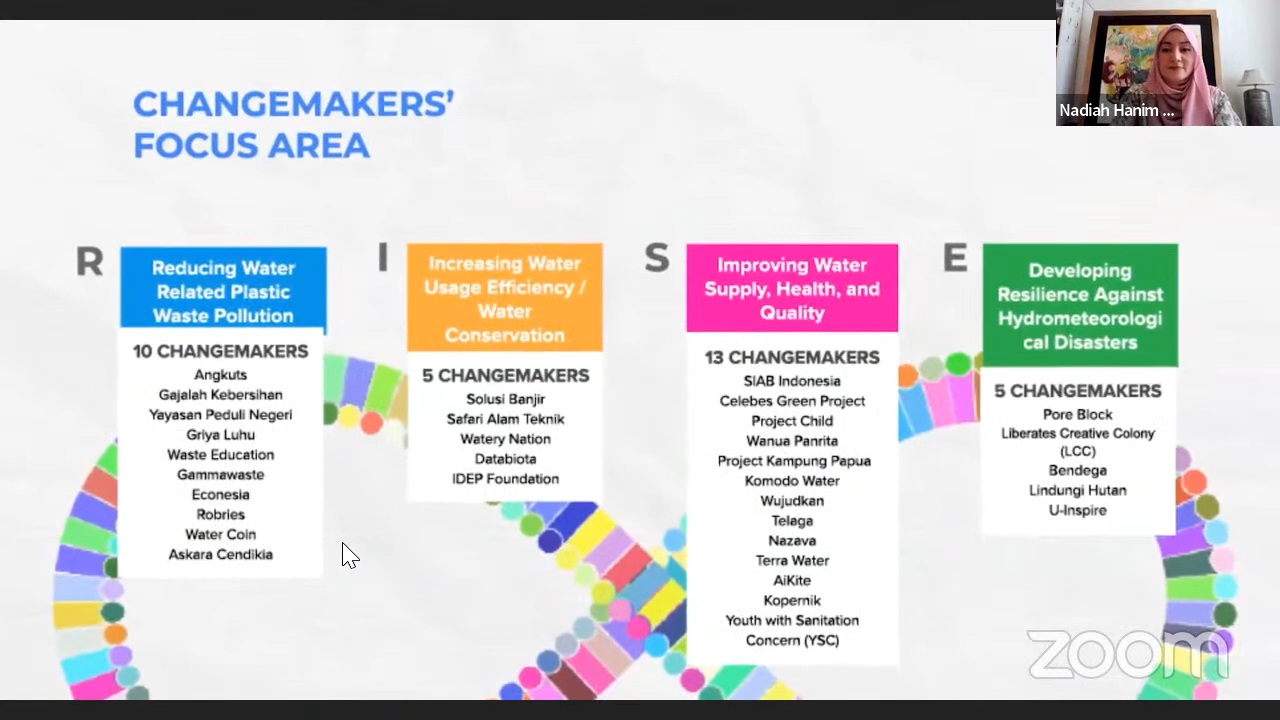 CHANGEMAKERS'
FOCUS AREA
Nadiah Hanim ...
R
Reducing Water
Related Plastic
Waste Pollution
10 CHANGEMAKERS
Angkuts
Gajalah Kebersihan
Yayasan Peduli Negeri
Griya Luhu
Waste Education
Gammawaste
Econesia
Robries
Water Coin
Askara Cendikia
I
Increasing Water
Usage Efficiency /
Water
Conservation
5 CHANGEMAKERS
Solusi Banjir
Safari Alam Teknik
Watery Nation
Databiota
IDEP Foundation
S
Improving Water
Supply, Health, and
Quality
13 CHANGEMAKERS
SIAB Indonesia
Celebes Green Project
Project Child
Wanua Panrita
Project Kampung Papua
Komodo Water
Wujudkan
Telaga
Nazava
Terra Water
AiKite
Kopernik
Youth with Sanitation
Concern (YSC)
E
Developing
Resilience Against
Hydrometeorologi
cal Disasters
5 CHANGEMAKERS
Pore Block
Liberates Creative Colony
(LCC)
Bendega
Lindungi Hutan
U-Inspire
zoom